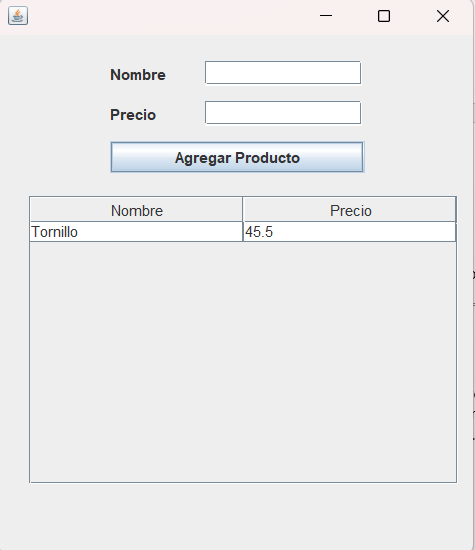 Nombre
Precio
Agregar Producto
Nombre Precio
Tornillo 45.5